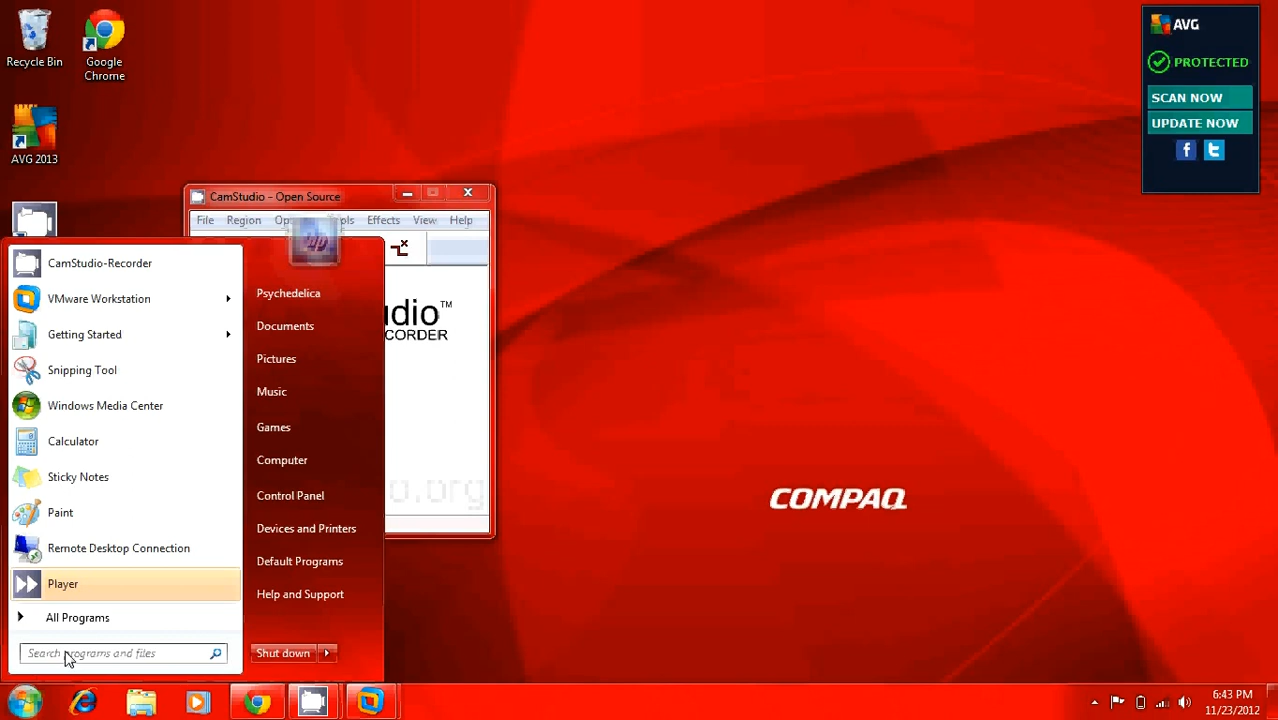 Recycle Bin
Google
Chrome
AVG 2013
AVG
PROTECTED
SCAN NOW
UPDATE NOW
CamStudio - Open Source
File Region Tools Effects View Help
CamStudio-Recorder
VMware Workstation
Getting Started
Snipping Tool
Windows Media Center
Calculator
Sticky Notes
Paint
Remote Desktop Connection
Player
All Programs
Search programs and files
Psychedelica
Documents
Pictures
Music
Games
Computer
Control Panel
Devices and Printers
Default Programs
Help and Support
Shut down
udio™
CORDER
o.org
COMPAQ
6:43 PM
11/23/2012